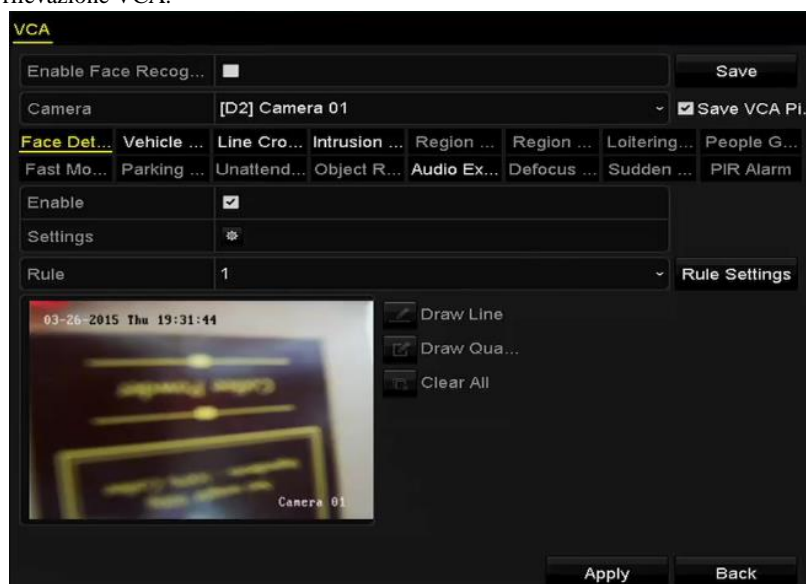 rilevazione VCA.
VCA
Enable Face Recog...
Save
Camera [D2] Camera 01 Save VCA Pi.
Face Det... Vehicle ... Line Cro... Intrusion ... Region ... Region ... Loitering... People G...
Fast Mo... Parking ... Unattend... Object R... Audio Ex... Defocus ... Sudden ... PIR Alarm
Enable
Settings
Rule 1 Rule Settings
03-26-2015 Thu 19:31:44
Draw Line
Draw Qua...
Clear All
Camera 01
Apply Back